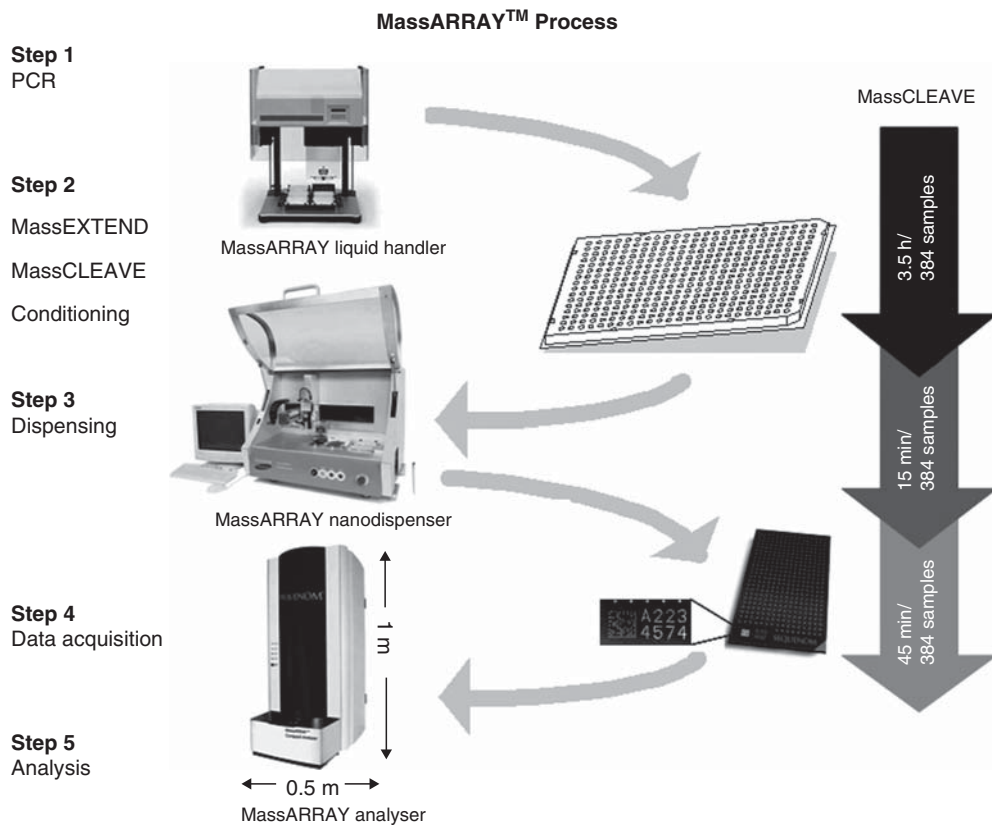 MassARRAY™ Process
Step 1
PCR
MassCLEAVE
Step 2
MassEXTEND
MassCLEAVE
Conditioning
MassARRAY liquid handler
3.5 h/
384 samples
Step 3
Dispensing
15 min/
384 samples
MassARRAY nanodispenser
Step 4
Data acquisition
SEQUENOM
1 m
A223
4574
SEQUENOM
45 min/
384 samples
Step 5
Analysis
0.5 m
MassARRAY analyser